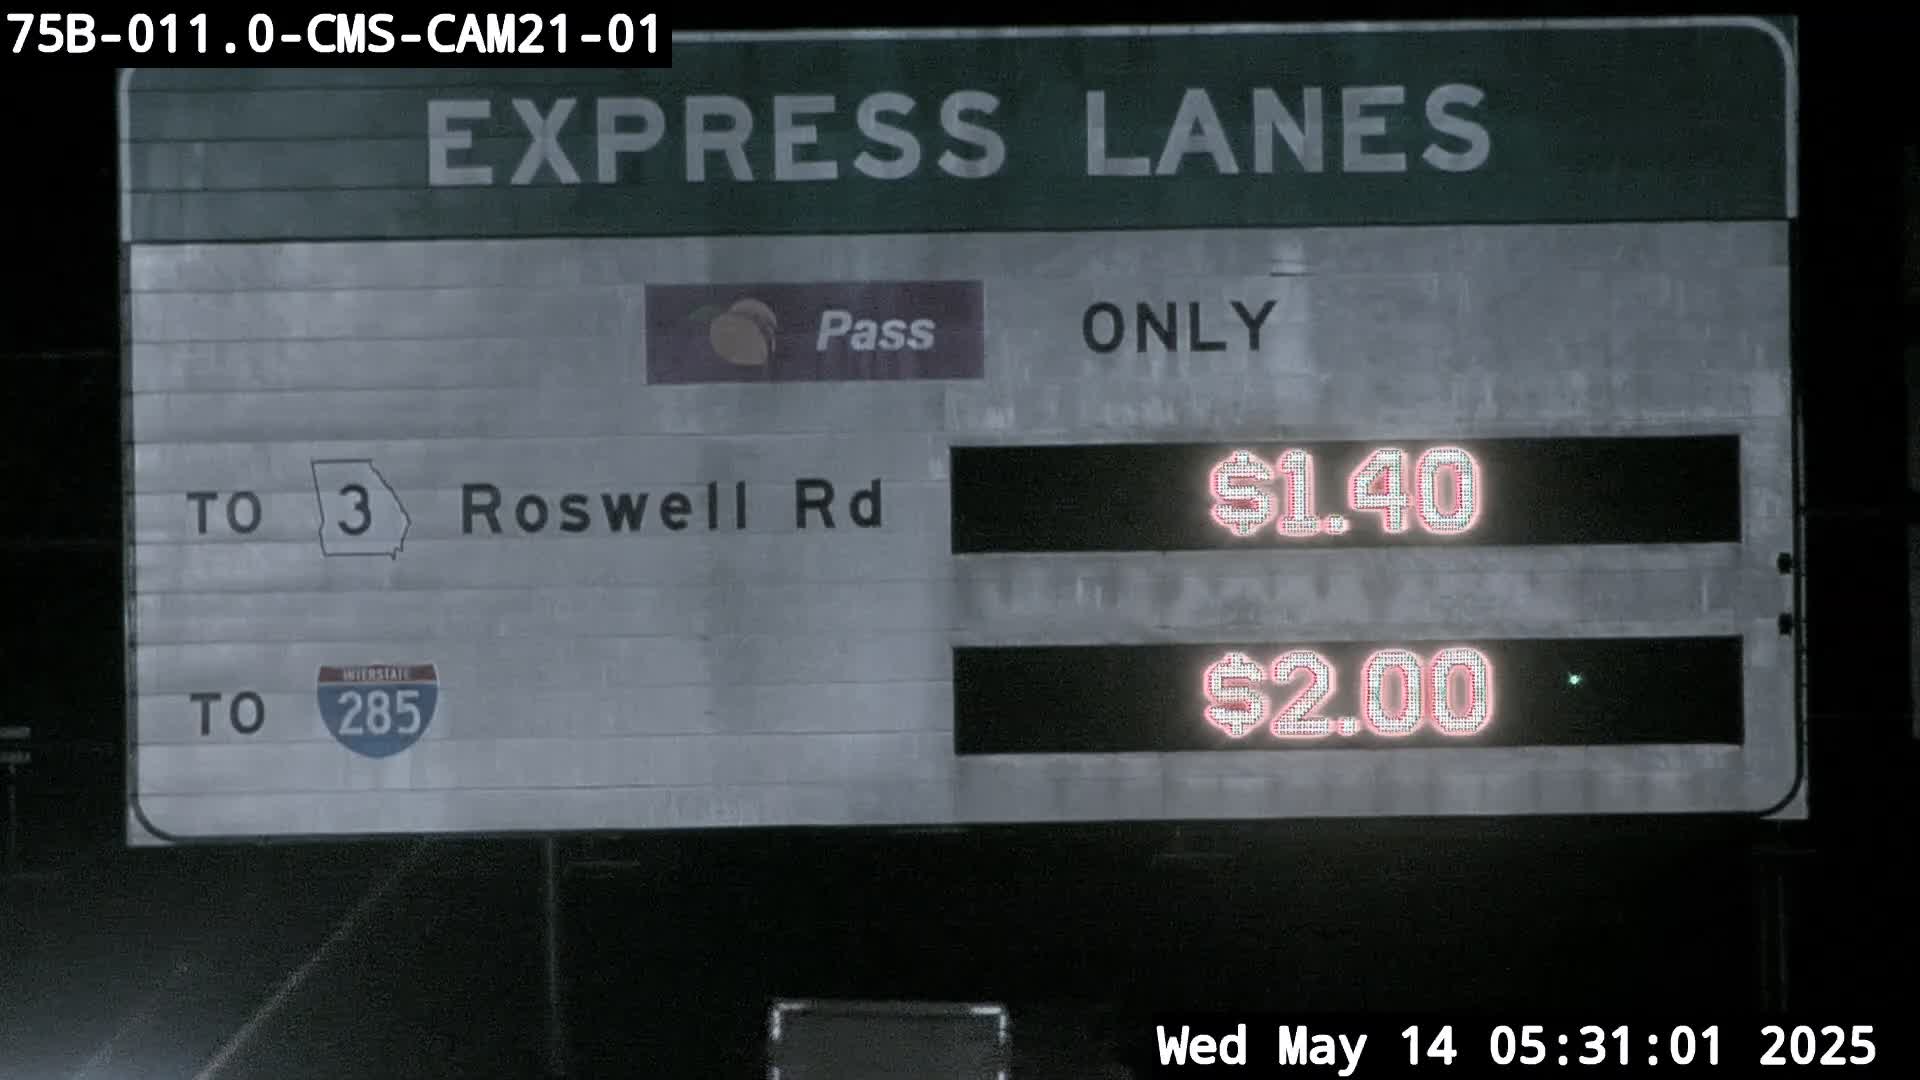 75B-011.0-CMS-CAM21-01
EXPRESS LANES
Pass ONLY
TO 3 Roswell Rd $1.40
INTERSTATE
TO 285 $2.00
Wed May 14 05:31:01 2025